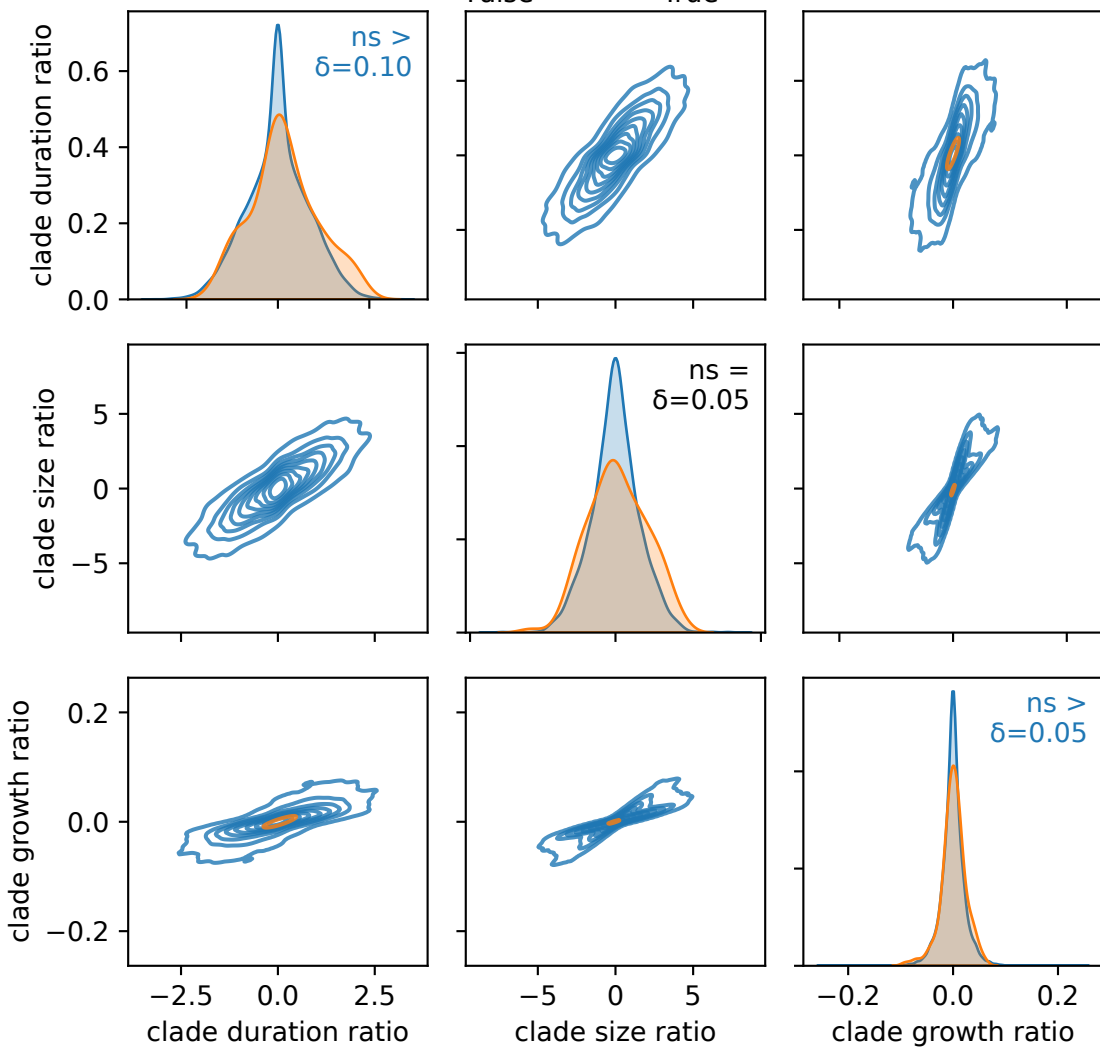 clade duration ratio
0.6
0.4
0.2
0.0
ns >
δ=0.10
clade size ratio
5
0
−5
ns =
δ=0.05
clade growth ratio
0.2
0.0
−0.2
ns >
δ=0.05
−2.5 0.0 2.5
−5 0 5
−0.2 0.0 0.2
clade duration ratio
clade size ratio
clade growth ratio